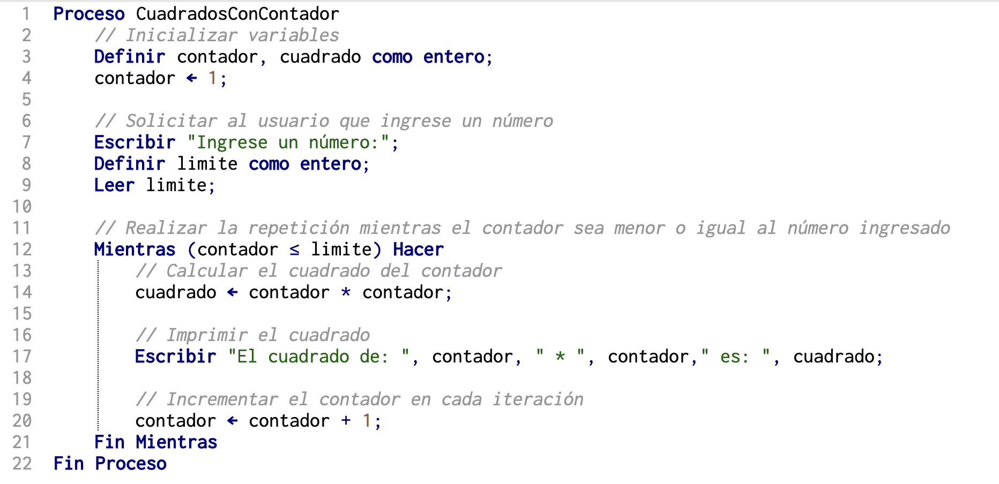 1 Proceso CuadradosConContador
2 // Inicializar variables
3 Definir contador, cuadrado como entero;
4 contador ← 1;
5
6 // Solicitar al usuario que ingrese un número
7 Escribir "Ingrese un número:";
8 Definir limite como entero;
9 Leer limite;
10
11 // Realizar la repetición mientras el contador sea menor o igual al número ingresado
12 Mientras (contador ≤ limite) Hacer
13 // Calcular el cuadrado del contador
14 cuadrado ← contador * contador;
15
16 // Imprimir el cuadrado
17 Escribir "El cuadrado de: ", contador, " * ", contador," es: ", cuadrado;
18
19 // Incrementar el contador en cada iteración
20 contador ← contador + 1;
21 Fin Mientras
22 Fin Proceso